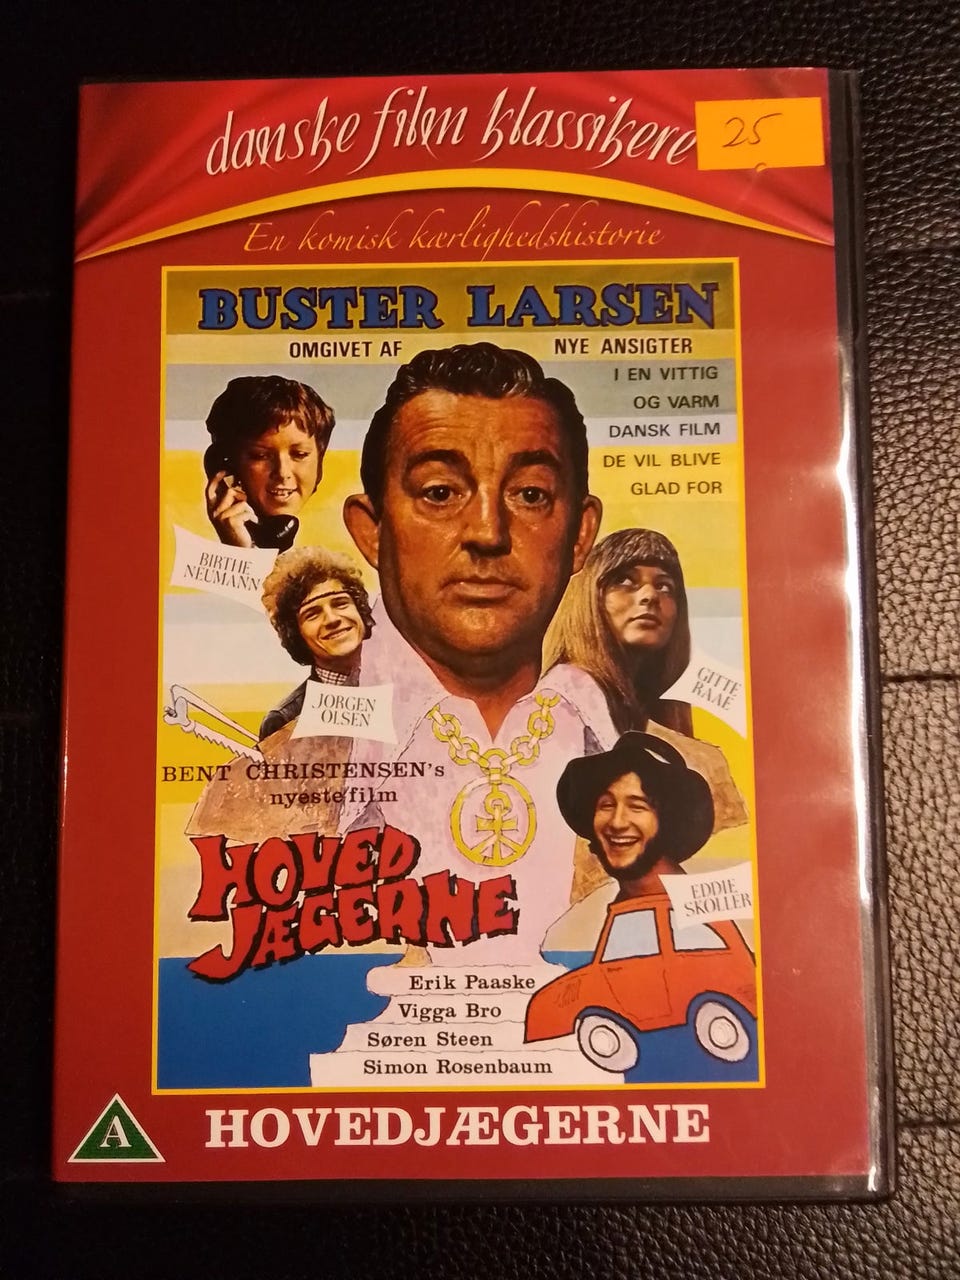 danske film klassikere
25
En komisk kærlighedshistorie
BUSTER LARSEN
OMGIVET AF NYE ANSIGTER
I EN VITTIG
OG VARM
DANSK FILM
DE VIL BLIVE
GLAD FOR
BIRTHE
NEUMANN
JORGEN
OLSEN
GITTE
RAAE
BENT CHRISTENSEN's
nyeste film
HOVED
JÆGERNE
EDDIE
SKOLLER
Erik Paaske
Vigga Bro
Søren Steen
Simon Rosenbaum
A
HOVEDJÆGERNE